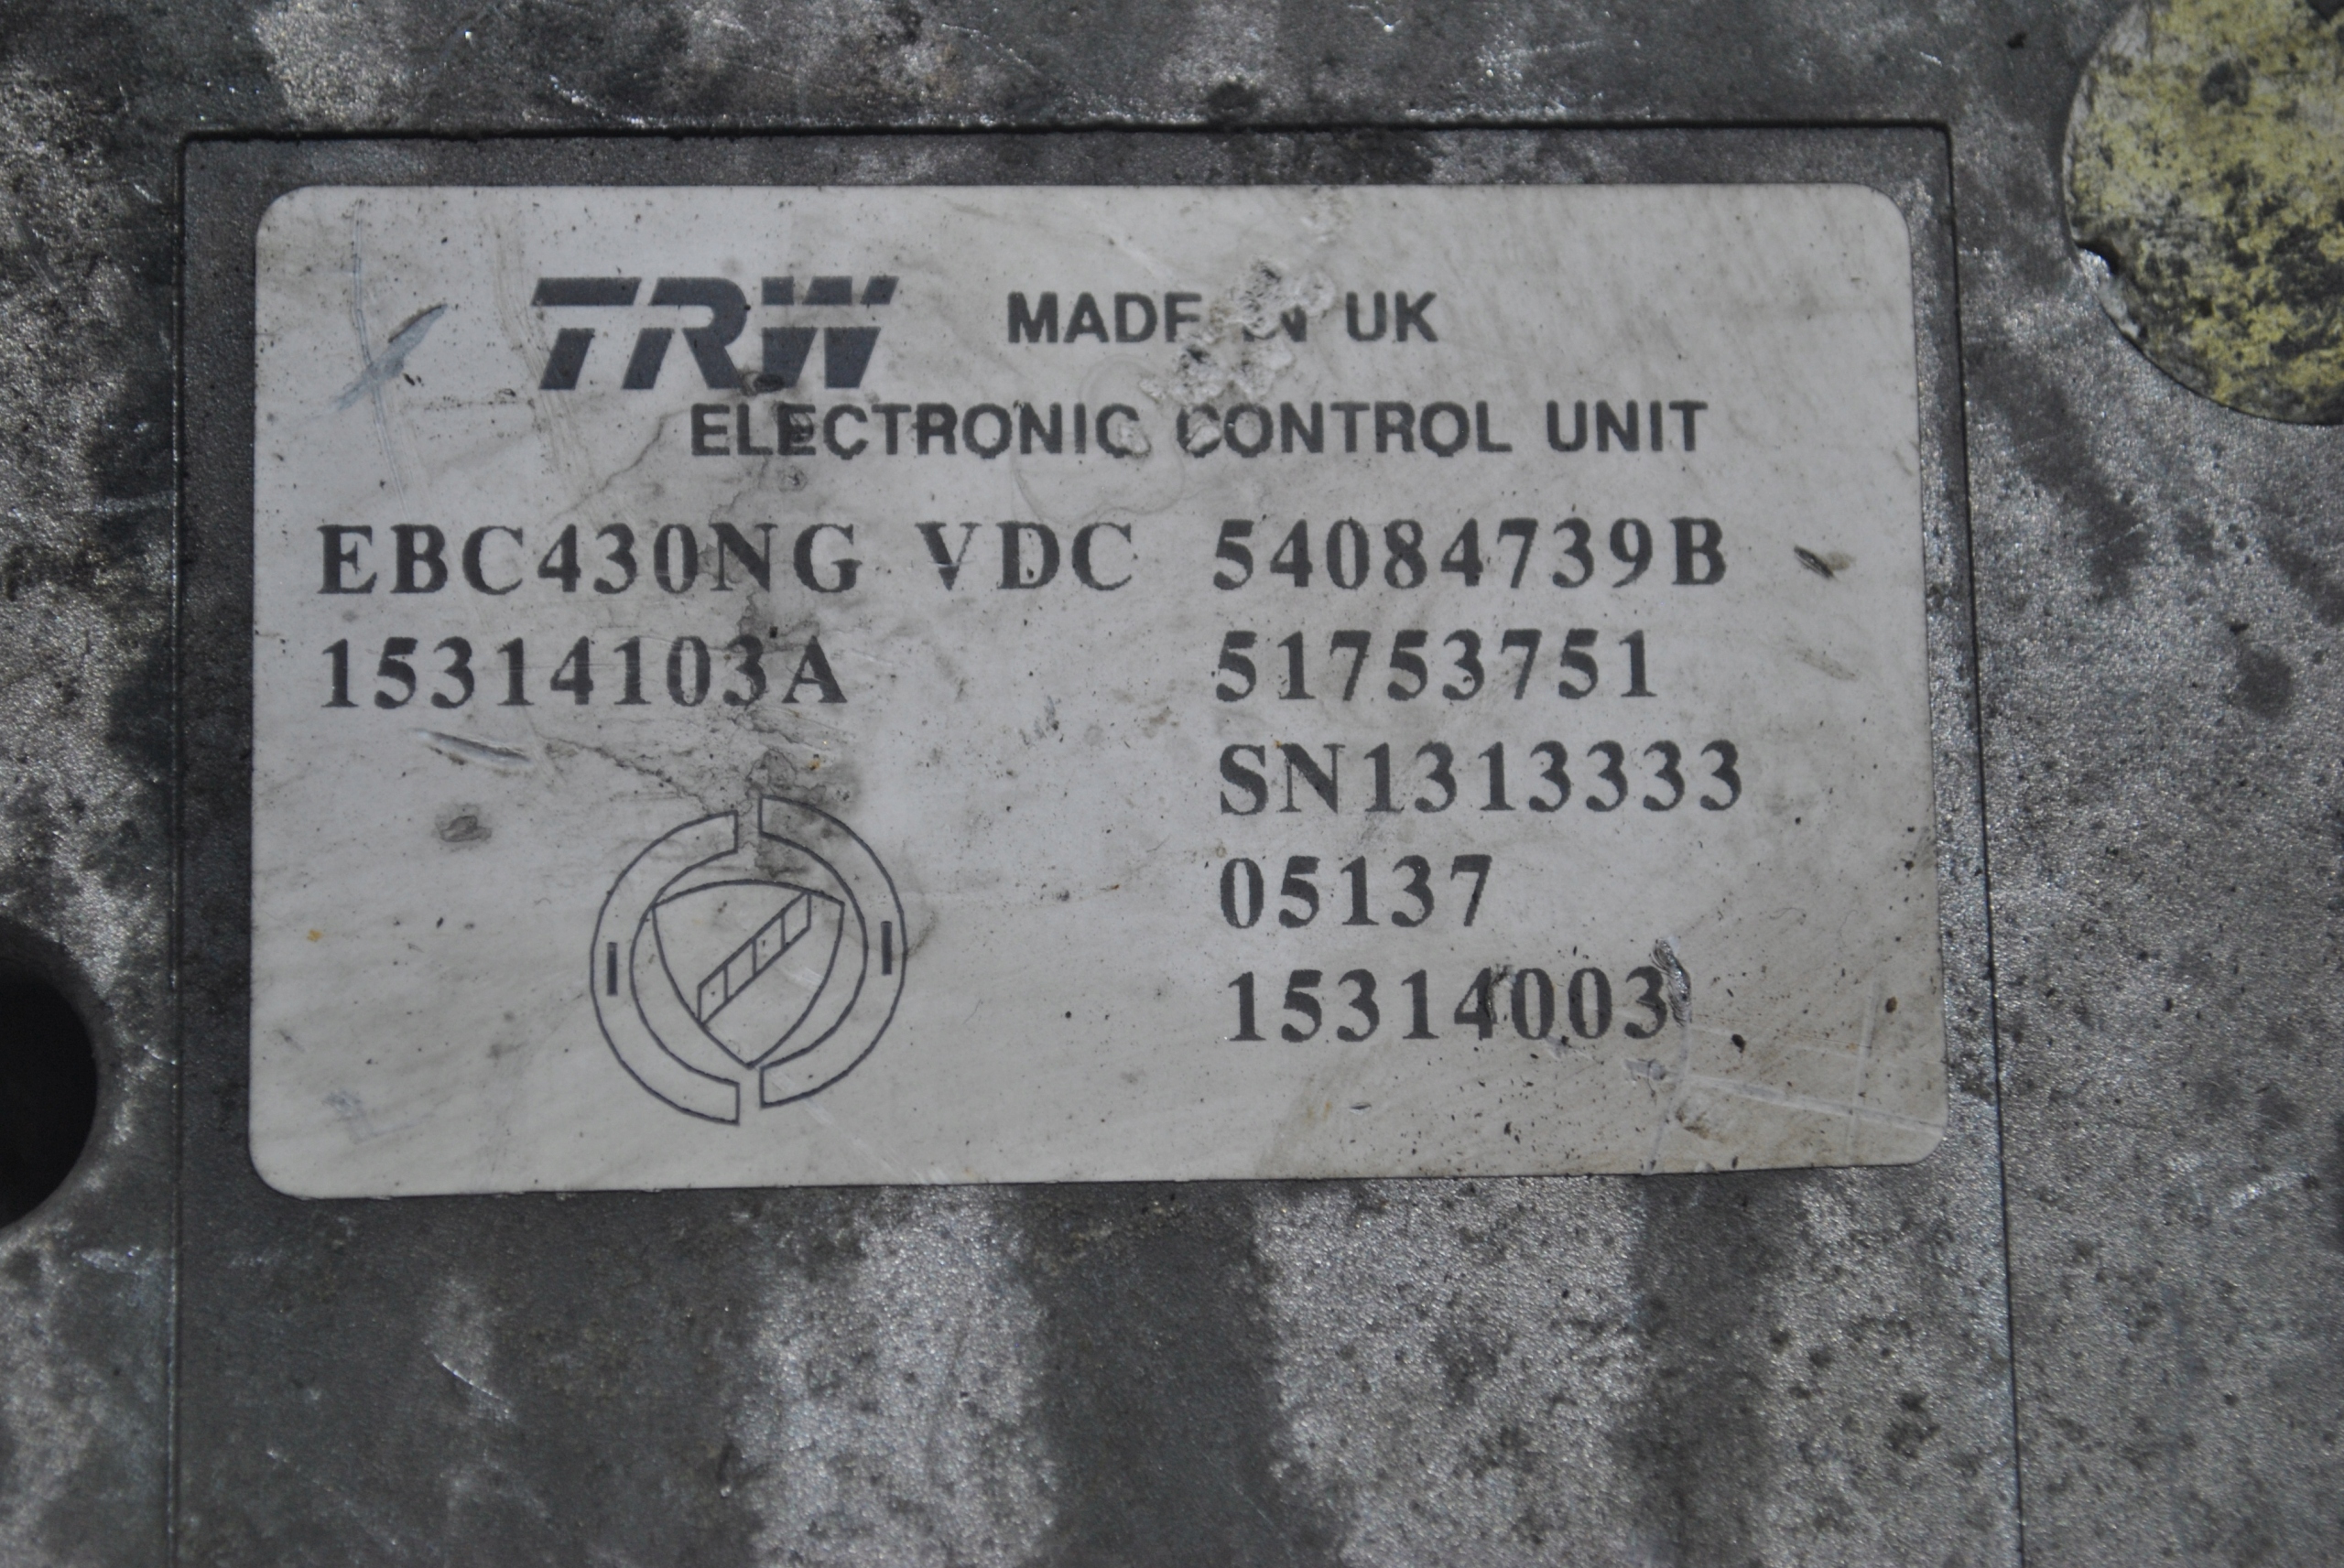 TRW MADE IN UK
ELECTRONIC CONTROL UNIT
EBC430NG VDC 54084739B
15314103A 51753751
SN1313333
05137
15314003